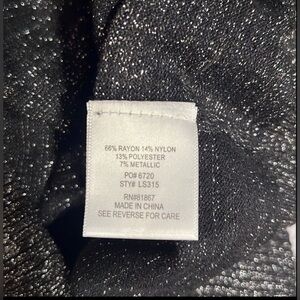 66% RAYON 14% NYLON
13% POLYESTER
7% METALLIC
PO# 6720
STY# LS315
RN#81867
MADE IN CHINA
SEE REVERSE FOR CARE